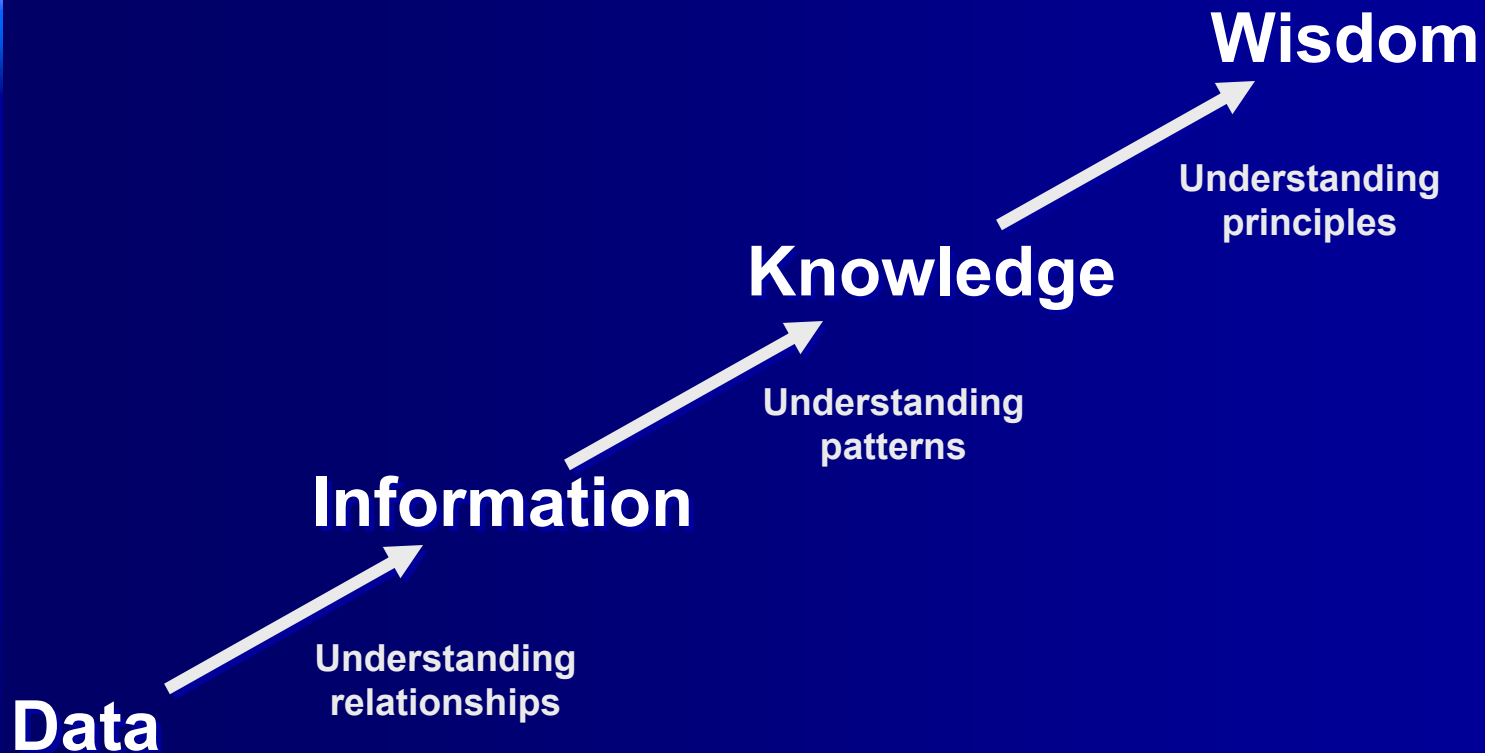 Wisdom
Understanding
principles
Knowledge
Understanding
patterns
Information
Understanding
relationships
Data